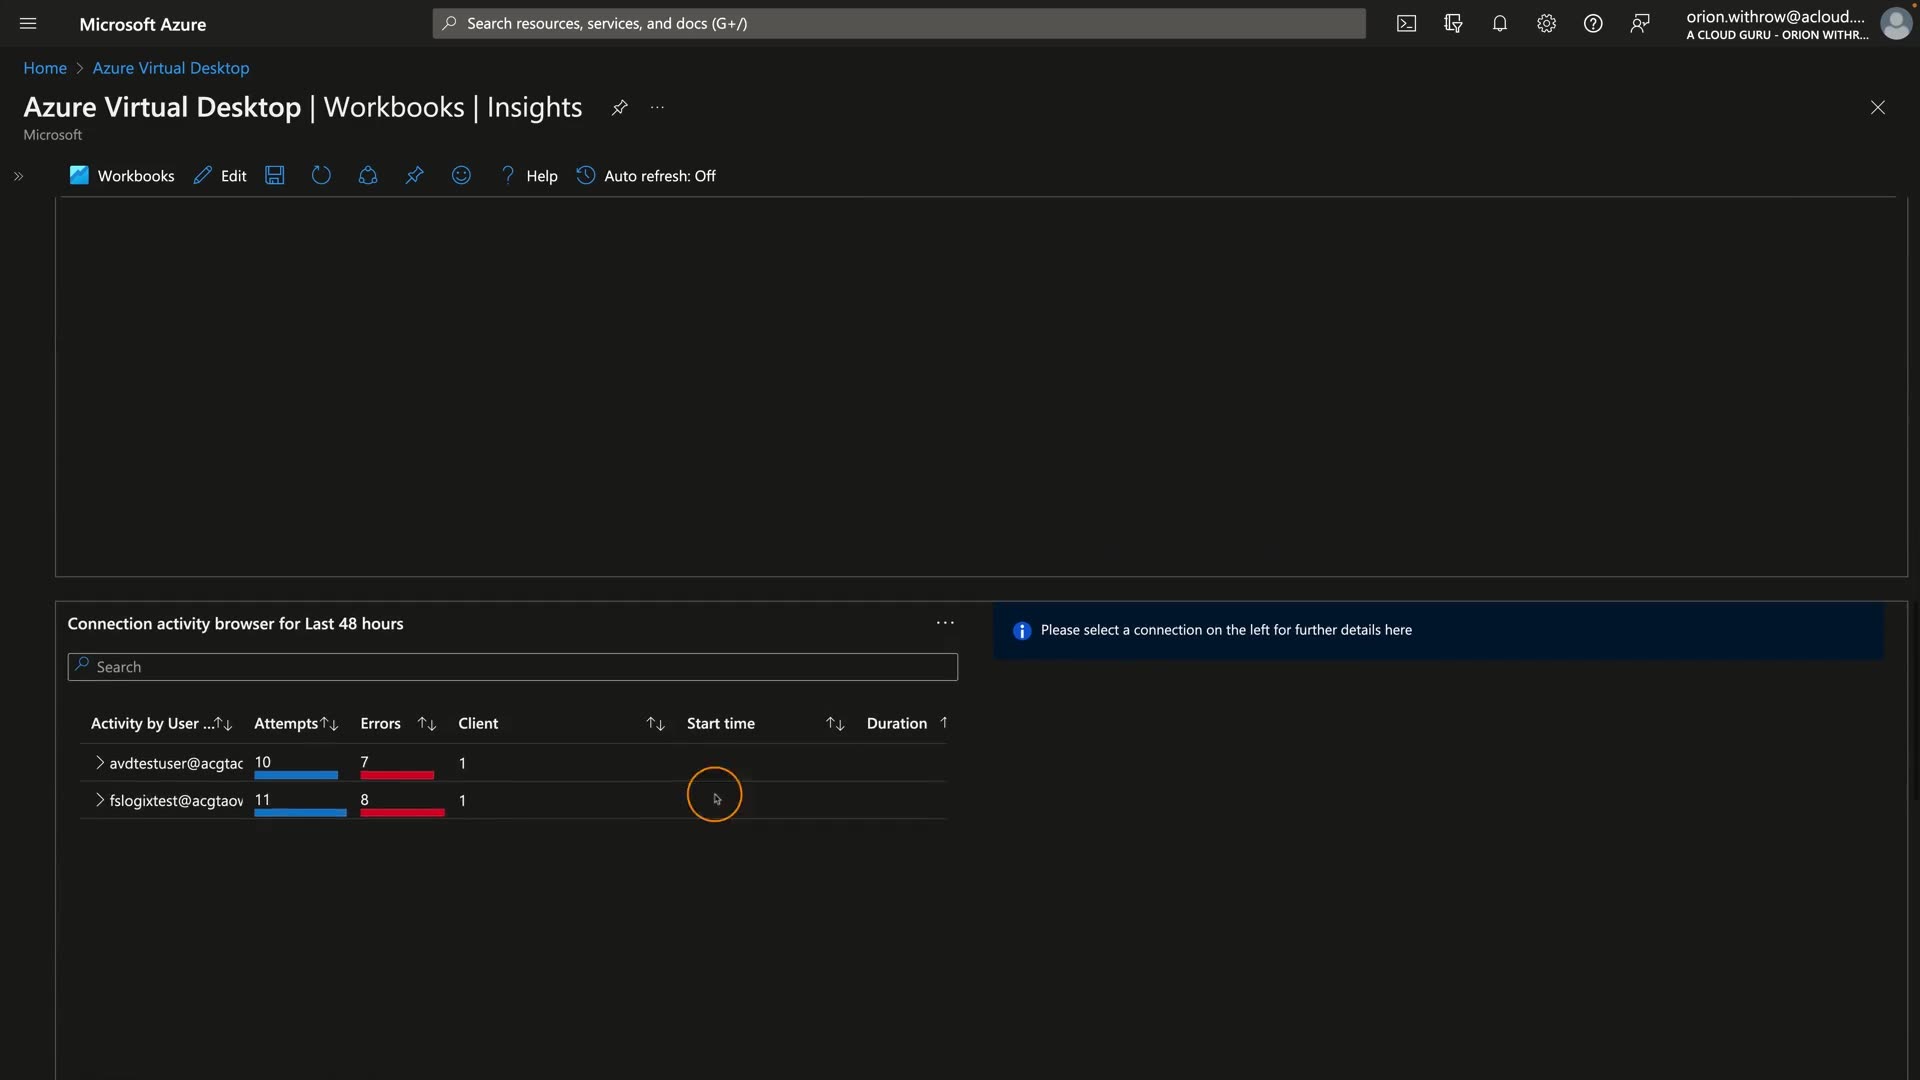 Microsoft Azure
Search resources, services, and docs (G+/)
orion.withrow@acloud....
A CLOUD GURU - ORION WITHR...
Home > Azure Virtual Desktop
Azure Virtual Desktop | Workbooks | Insights
Microsoft
Workbooks Edit Help Auto refresh: Off
Connection activity browser for Last 48 hours
Please select a connection on the left for further details here
Search
Activity by User ... Attempts Errors Client Start time Duration
avdtestuser@acgtac 10 7 1
fslogixtest@acgtaov 11 8 1